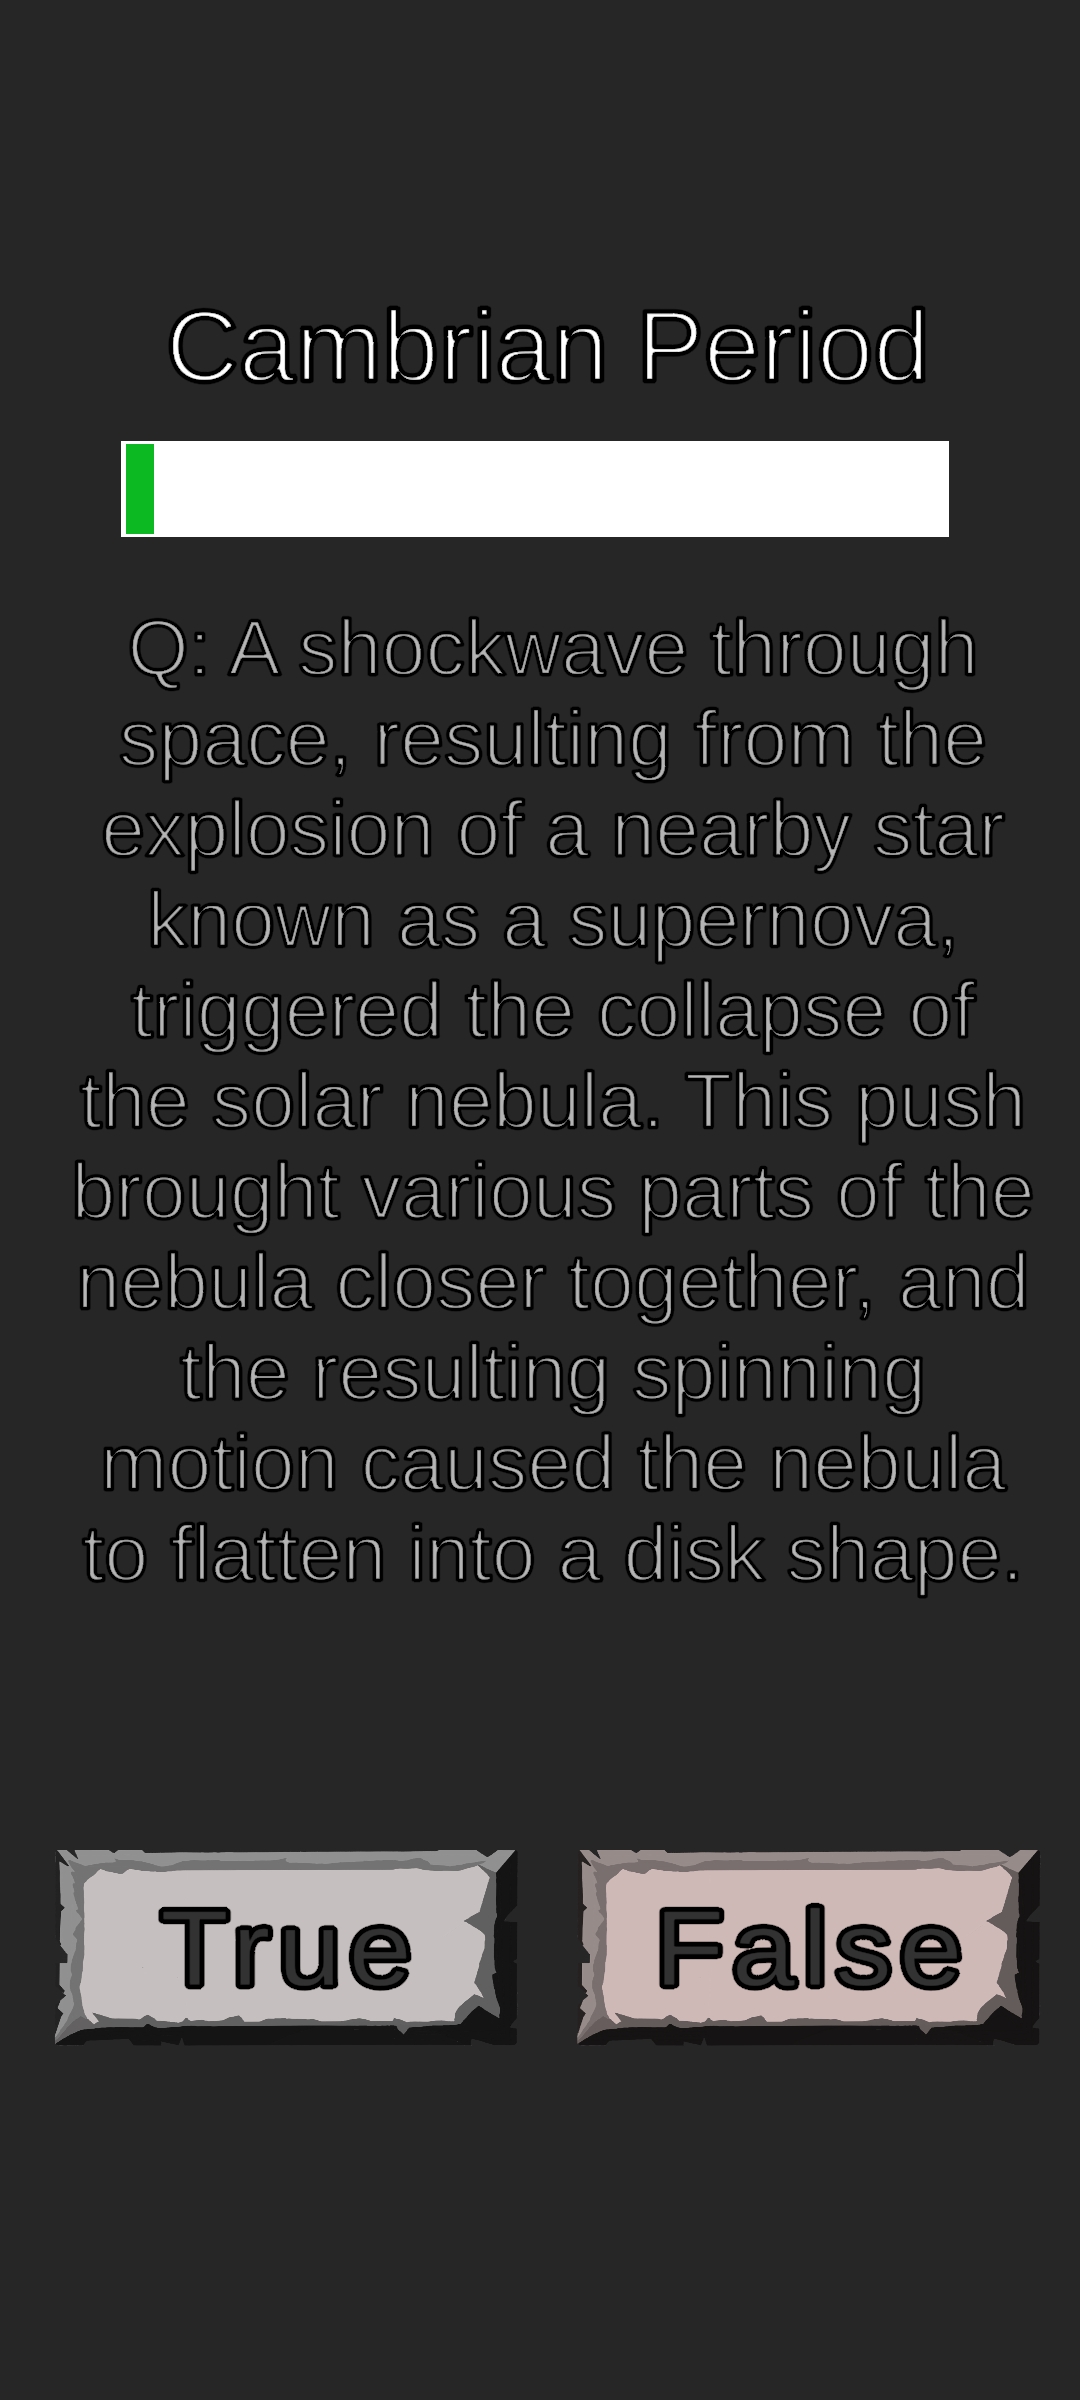 Cambrian Period
Q: A shockwave through
space, resulting from the
explosion of a nearby star
known as a supernova,
triggered the collapse of
the solar nebula. This push
brought various parts of the
nebula closer together, and
the resulting spinning
motion caused the nebula
to flatten into a disk shape.
True
False